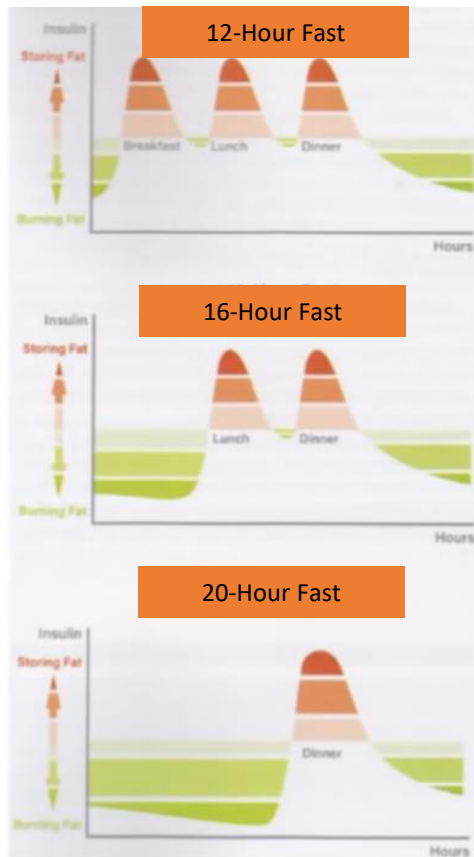 12-Hour Fast
Insulin
Storing Fat
Breakfast
Lunch
Dinner
Burning Fat
Hours
16-Hour Fast
Insulin
Storing Fat
Lunch
Dinner
Burning Fat
Hours
20-Hour Fast
Insulin
Storing Fat
Dinner
Burning Fat
Hours